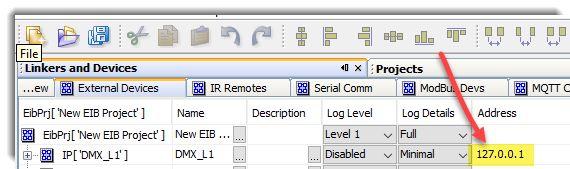 File
Linkers and Devices
Projects
...ew
External Devices
IR Remotes
Serial Comm
ModBus Devs
MQTT C
EibPrj[ 'New EIB Project' ]
Name
Description
Log Level
Log Details
Address
EibPrj[ 'New EIB Project' ]
New EIB ...
...
...
Level 1
Full
IP[ 'DMX_L1' ]
DMX_L1
...
...
Disabled
Minimal
127.0.0.1